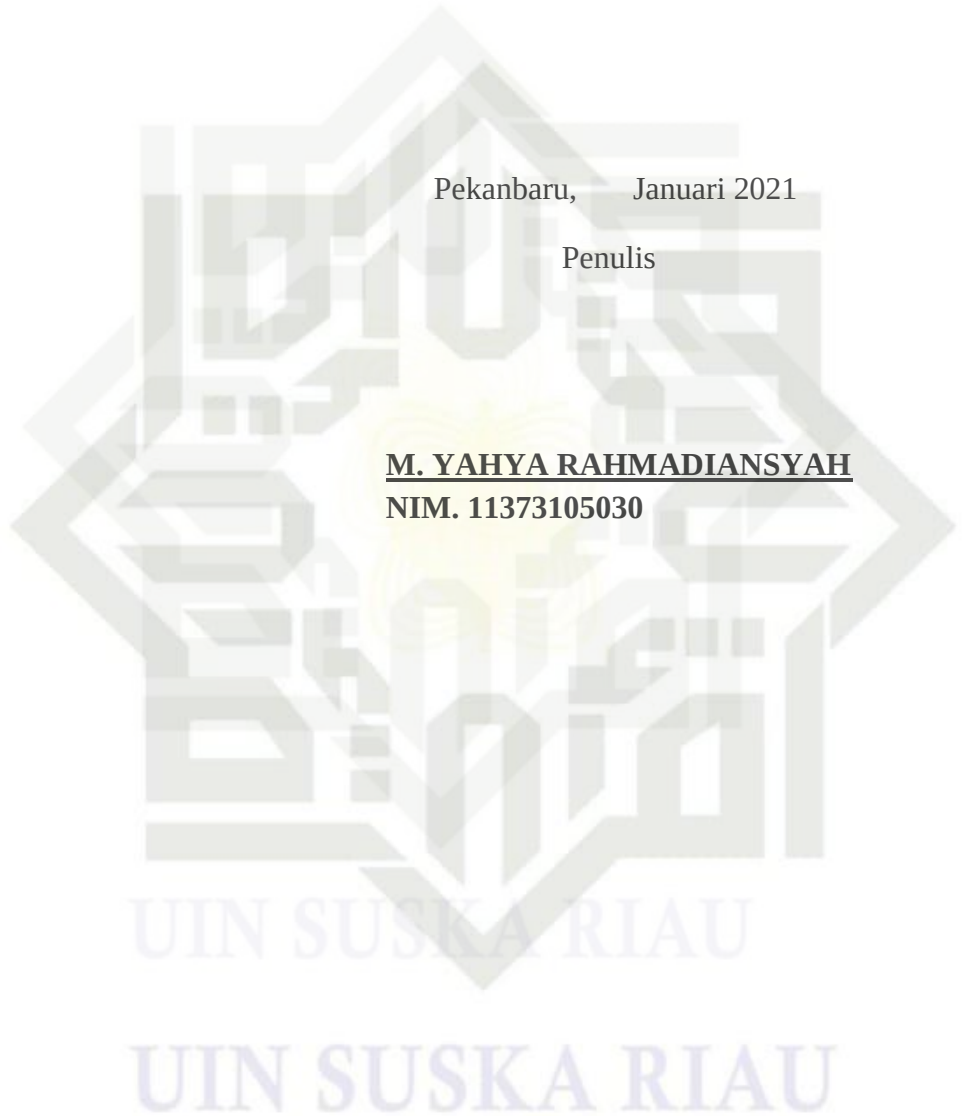 Pekanbaru, Januari 2021
Penulis
M. YAHYA RAHMADIANSYAH
NIM. 11373105030
UIN SUSKA RIAU
UIN SUSKA RIAU